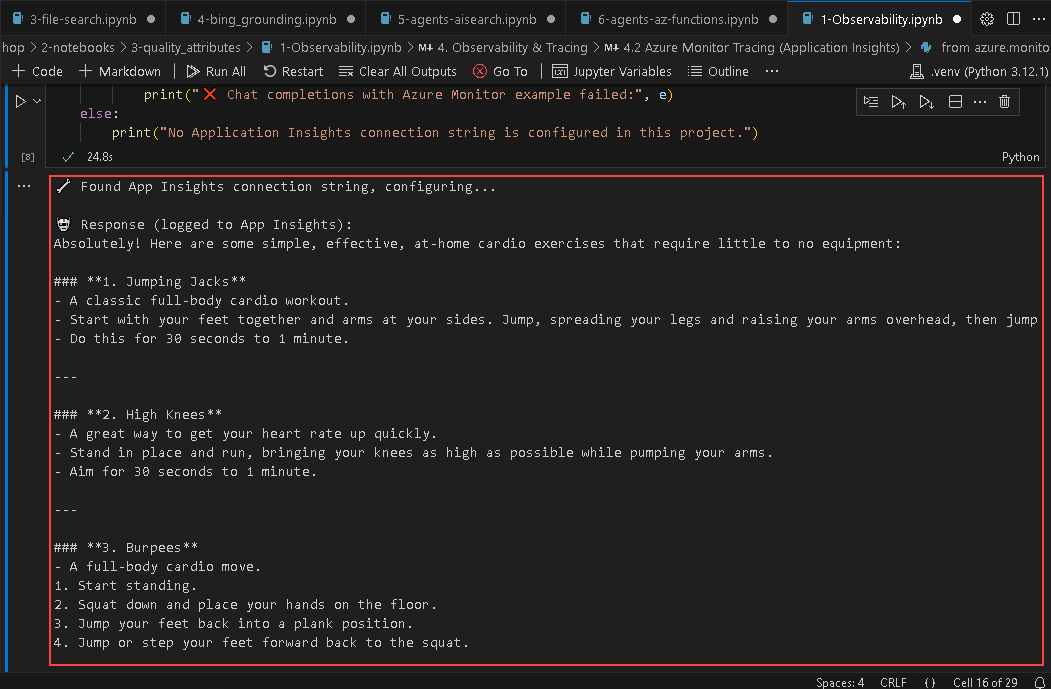 3-file-search.ipynb
4-bing_grounding.ipynb
5-agents-aisearch.ipynb
6-agents-az-functions.ipynb
1-Observability.ipynb
hop > 2-notebooks > 3-quality_attributes > 1-Observability.ipynb > M↓ 4. Observability & Tracing > M↓ 4.2 Azure Monitor Tracing (Application Insights) > from azure.monito
+ Code + Markdown Run All Restart Clear All Outputs Go To Jupyter Variables Outline ... .venv (Python 3.12.1)
print("❌ Chat completions with Azure Monitor example failed:", e)
else:
print("No Application Insights connection string is configured in this project.")
[8] ✓ 24.8s Python
Found App Insights connection string, configuring...
Response (logged to App Insights):
Absolutely! Here are some simple, effective, at-home cardio exercises that require little to no equipment:
### **1. Jumping Jacks**
- A classic full-body cardio workout.
- Start with your feet together and arms at your sides. Jump, spreading your legs and raising your arms overhead, then jump
- Do this for 30 seconds to 1 minute.
---
### **2. High Knees**
- A great way to get your heart rate up quickly.
- Stand in place and run, bringing your knees as high as possible while pumping your arms.
- Aim for 30 seconds to 1 minute.
---
### **3. Burpees**
- A full-body cardio move.
1. Start standing.
2. Squat down and place your hands on the floor.
3. Jump your feet back into a plank position.
4. Jump or step your feet forward back to the squat.
Spaces: 4 CRLF {} Cell 16 of 29